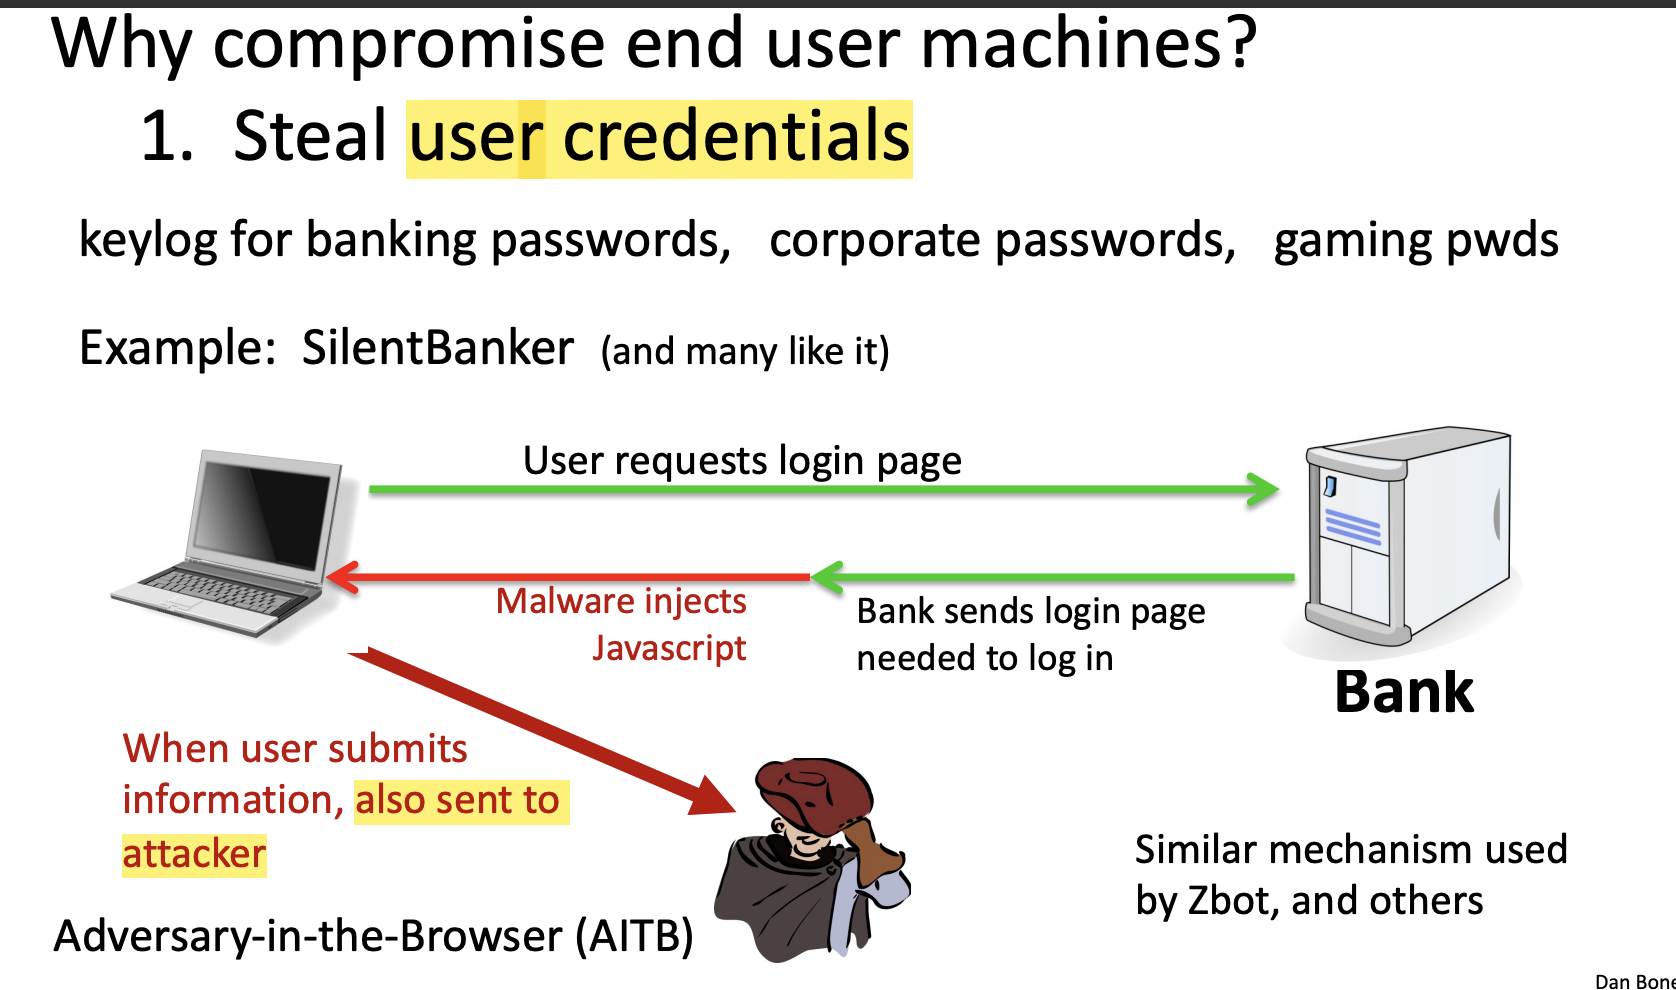 Why compromise end user machines?
1. Steal user credentials
keylog for banking passwords, corporate passwords, gaming pwds
Example: SilentBanker (and many like it)
User requests login page
Malware injects
Javascript
Bank sends login page
needed to log in
Bank
When user submits
information, also sent to
attacker
Similar mechanism used
by Zbot, and others
Adversary-in-the-Browser (AITB)
Dan Bone